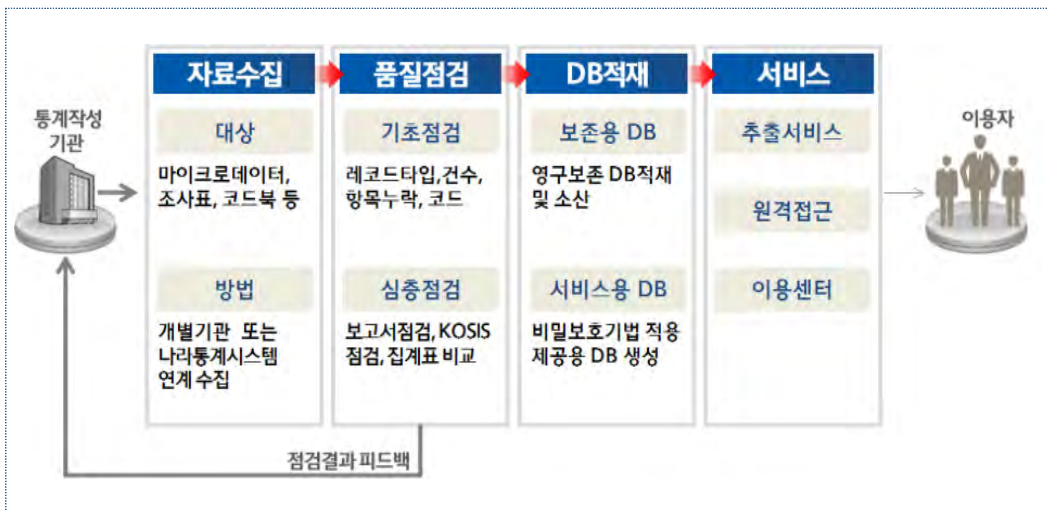 통계작성
기관
자료수집
대상
마이크로데이터,
조사표, 코드북 등
방법
개별기관 또는
나라통계시스템
연계 수집
품질점검
기초점검
레코드타입,건수,
항목누락, 코드
심층점검
보고서점검, KOSIS
점검, 집계표 비교
DB적재
보존용 DB
영구보존 DB적재
및 소산
서비스용 DB
비밀보호기법 적용
제공용 DB 생성
서비스
추출서비스
원격접근
이용센터
이용자
점검결과 피드백